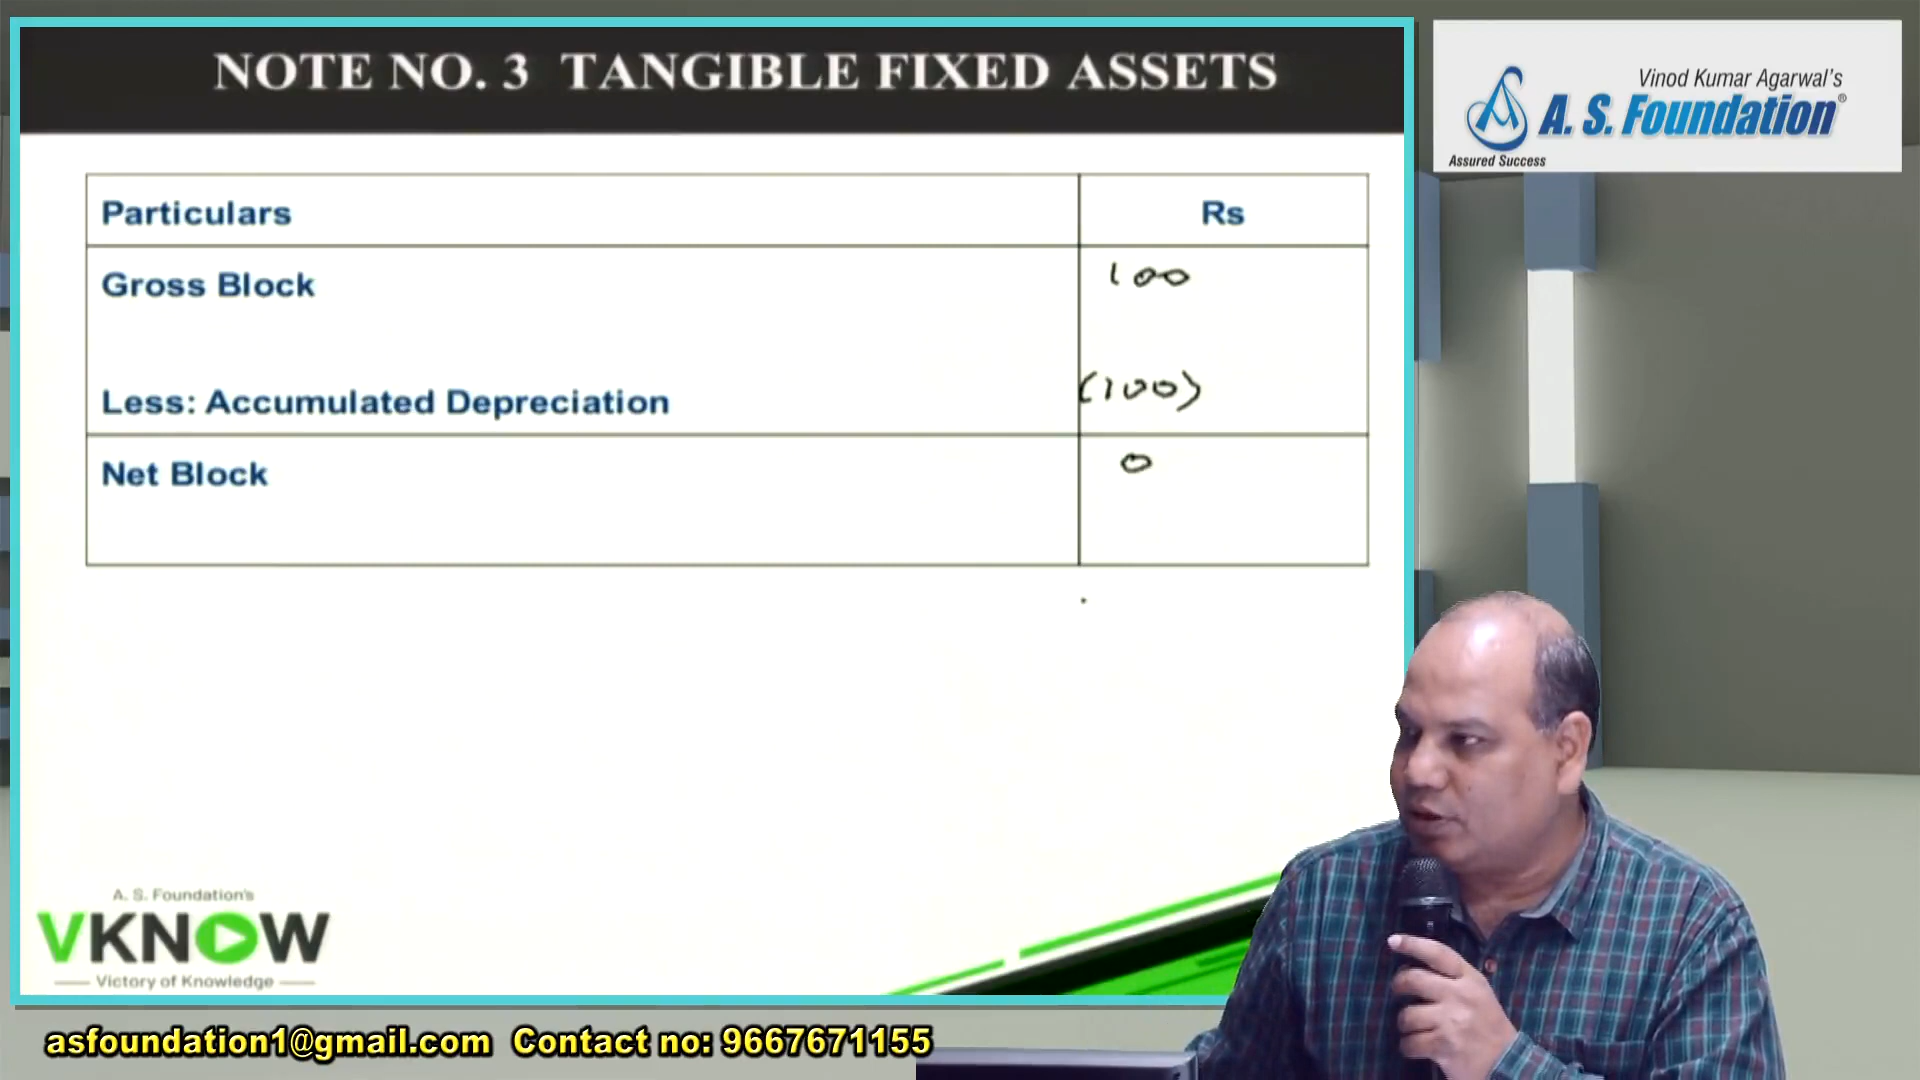 NOTE NO. 3 TANGIBLE FIXED ASSETS
Vinod Kumar Agarwal's
A. S. Foundation®
Assured Success
Particulars Rs
Gross Block 100
Less: Accumulated Depreciation (100)
Net Block 0
A. S. Foundation's
VKNOW
Victory of Knowledge
asfoundation1@gmail.com Contact no: 9667671155